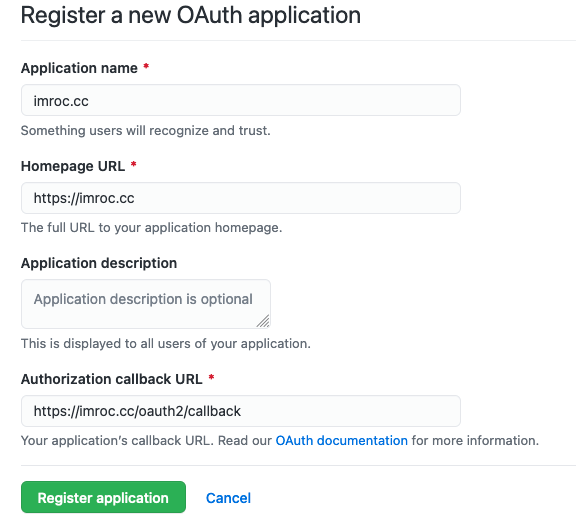 Register a new OAuth application
Application name *
imroc.cc
Something users will recognize and trust.
Homepage URL *
https://imroc.cc
The full URL to your application homepage.
Application description
Application description is optional
This is displayed to all users of your application.
Authorization callback URL *
https://imroc.cc/oauth2/callback
Your application’s callback URL. Read our OAuth documentation for more information.
Register application Cancel